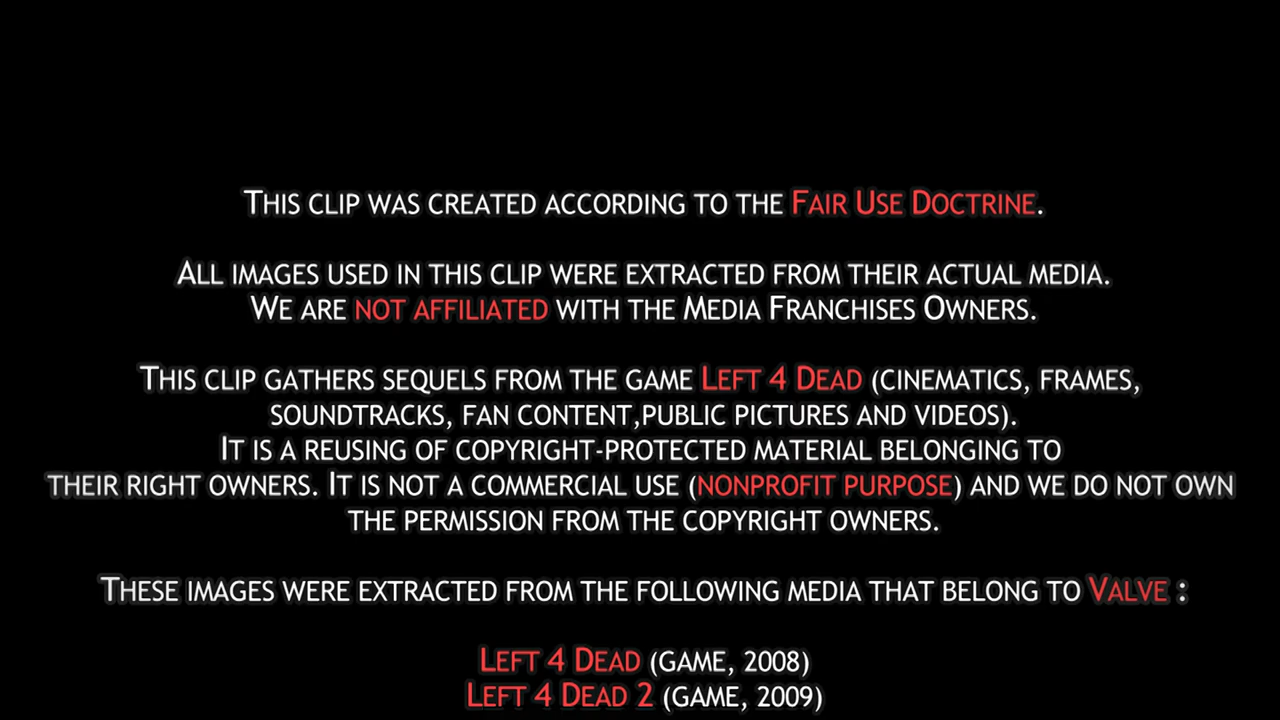 This clip was created according to the Fair Use Doctrine.
All images used in this clip were extracted from their actual media.
We are not affiliated with the Media Franchises Owners.
This clip gathers sequels from the game Left 4 Dead (cinematics, frames,
soundtracks, fan content,public pictures and videos).
It is a reusing of copyright-protected material belonging to
their right owners. It is not a commercial use (nonprofit purpose) and we do not own
the permission from the copyright owners.
These images were extracted from the following media that belong to Valve :
Left 4 Dead (game, 2008)
Left 4 Dead 2 (game, 2009)